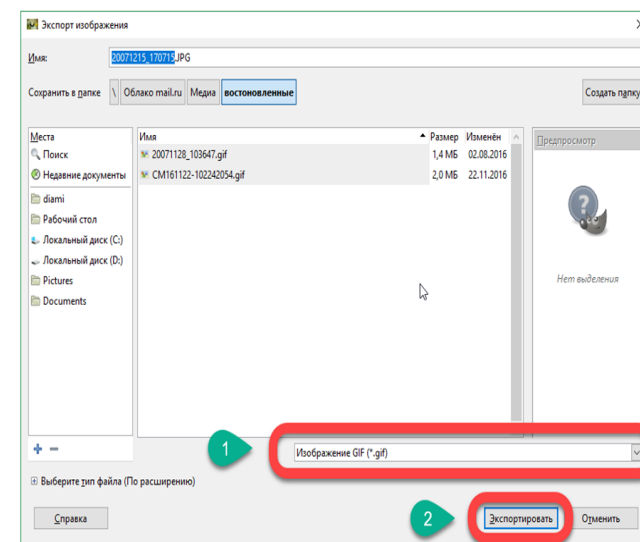 Экспорт изображения
Имя: 20071215_170715.JPG
Сохранить в папке \ Облако mail.ru Медиа востоновленные Создать папку
Места Имя Размер Изменён Предпросмотр
Поиск 20071128_103647.gif 1,4 МБ 02.08.2016
Недавние документы CM161122-102242054.gif 2,0 МБ 22.11.2016
diami
Рабочий стол
Локальный диск (C:)
Локальный диск (D:)
Pictures
Нет выделения
Documents
1
Изображение GIF (*.gif)
Выберите тип файла (По расширению)
Справка 2 Экспортировать Отменить